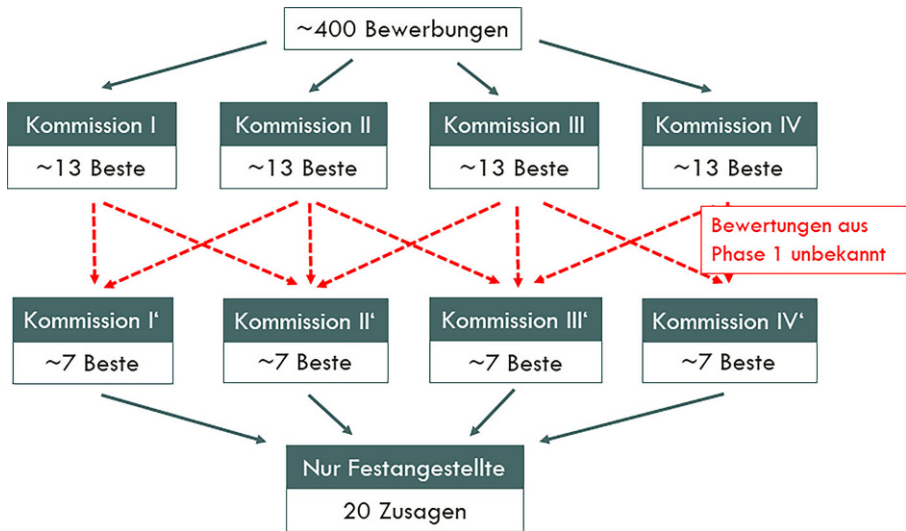 ~400 Bewerbungen
Kommission I
~13 Beste
Kommission II
~13 Beste
Kommission III
~13 Beste
Kommission IV
~13 Beste
Bewertungen aus
Phase 1 unbekannt
Kommission I‘
~7 Beste
Kommission II‘
~7 Beste
Kommission III‘
~7 Beste
Kommission IV‘
~7 Beste
Nur Festangestellte
20 Zusagen